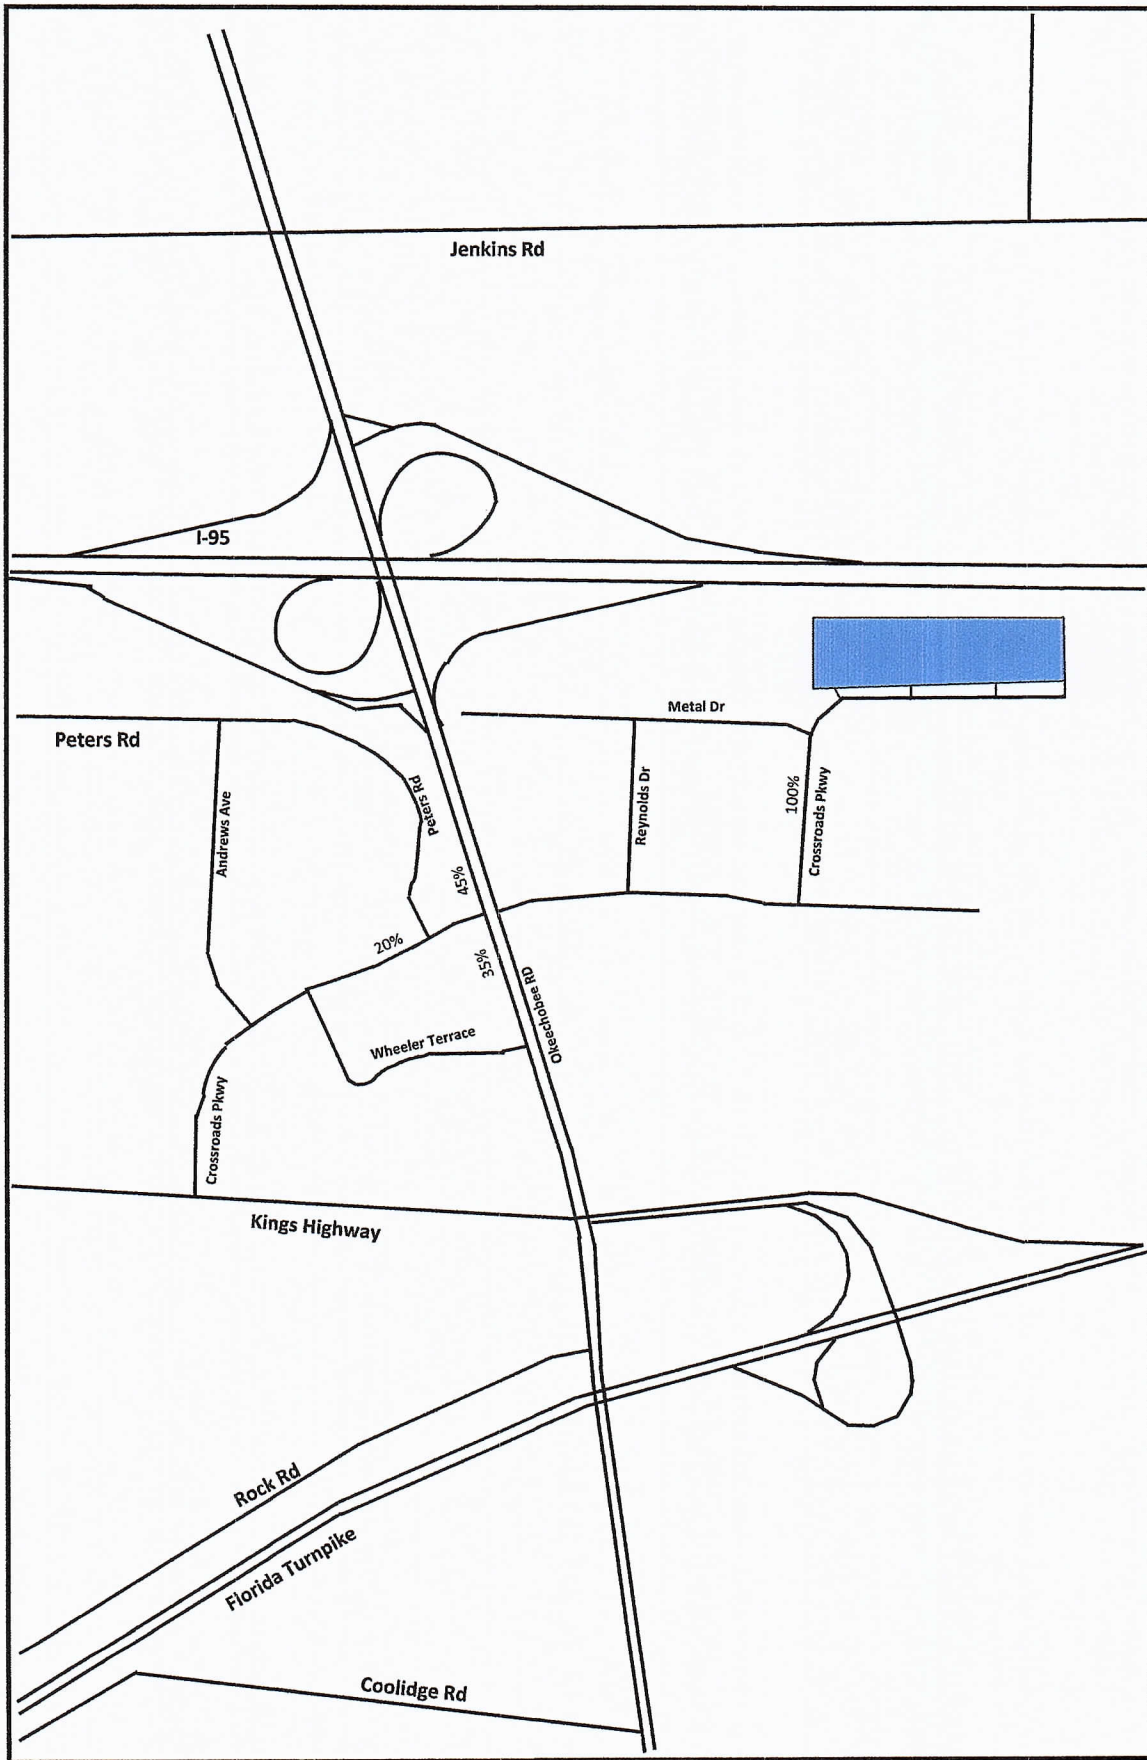 Jenkins Rd
I-95
Metal Dr
Peters Rd
Andrews Ave
Peters Rd
Reynolds Dr
100%
Crossroads Pkwy
45%
20%
35%
Okeechobee RD
Wheeler Terrace
Crossroads Pkwy
Kings Highway
Rock Rd
Florida Turnpike
Coolidge Rd